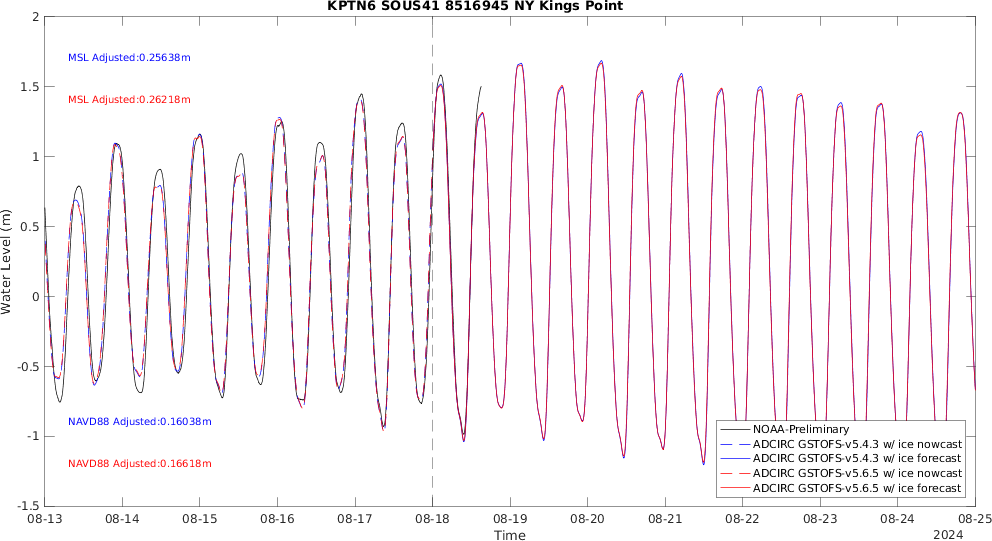 KPTN6 SOUS41 8516945 NY Kings Point
2
1.5
1
0.5
0
-0.5
-1
-1.5
Water Level (m)
MSL Adjusted:0.25638m
MSL Adjusted:0.26218m
NAVD88 Adjusted:0.16038m
NAVD88 Adjusted:0.16618m
NOAA-Preliminary
ADCIRC GSTOFS-v5.4.3 w/ ice nowcast
ADCIRC GSTOFS-v5.4.3 w/ ice forecast
ADCIRC GSTOFS-v5.6.5 w/ ice nowcast
ADCIRC GSTOFS-v5.6.5 w/ ice forecast
08-13 08-14 08-15 08-16 08-17 08-18 08-19 08-20 08-21 08-22 08-23 08-24 08-25
Time
2024